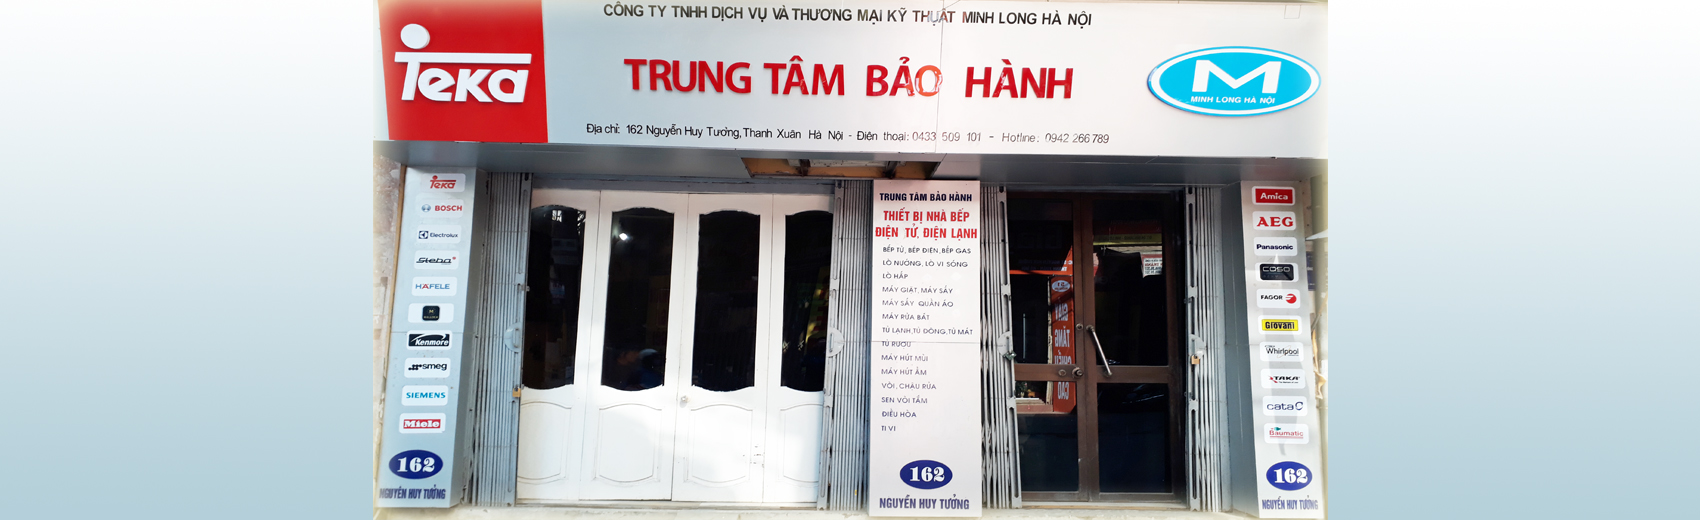 CÔNG TY TNHH DỊCH VỤ VÀ THƯƠNG MẠI KỸ THUẬT MINH LONG HÀ NỘI
Teka
TRUNG TÂM BẢO HÀNH
M
MINH LONG HÀ NỘI
Địa chỉ: 162 Nguyễn Huy Tưởng, Thanh Xuân Hà Nội - Điện thoại: 0433 509 101 - Hotline: 0942 266 789
Teka
BOSCH
Electrolux
Steba
HÄFELE
Kenmore
smeg
SIEMENS
Miele
162
NGUYỄN HUY TƯỞNG
TRUNG TÂM BẢO HÀNH
THIẾT BỊ NHÀ BẾP
ĐIỆN TỬ, ĐIỆN LẠNH
BẾP TỪ, BẾP ĐIỆN, BẾP GAS
LÒ NƯỚNG, LÒ VI SÓNG
LÒ HẤP
MÁY GIẶT, MÁY SẤY
MÁY SẤY QUẦN ÁO
MÁY RỬA BÁT
TỦ LẠNH, TỦ ĐÔNG, TỦ MÁT
TỦ RƯỢU
MÁY HÚT MÙI
MÁY HÚT ẨM
VÒI, CHẬU RỬA
SEN VÒI TẮM
ĐIỀU HÒA
TI VI
162
NGUYỄN HUY TƯỞNG
Amica
AEG
Panasonic
CASO
FAGOR
Giovani
Whirlpool
TAKA
cata
Baumatic
162
NGUYỄN HUY TƯỞNG